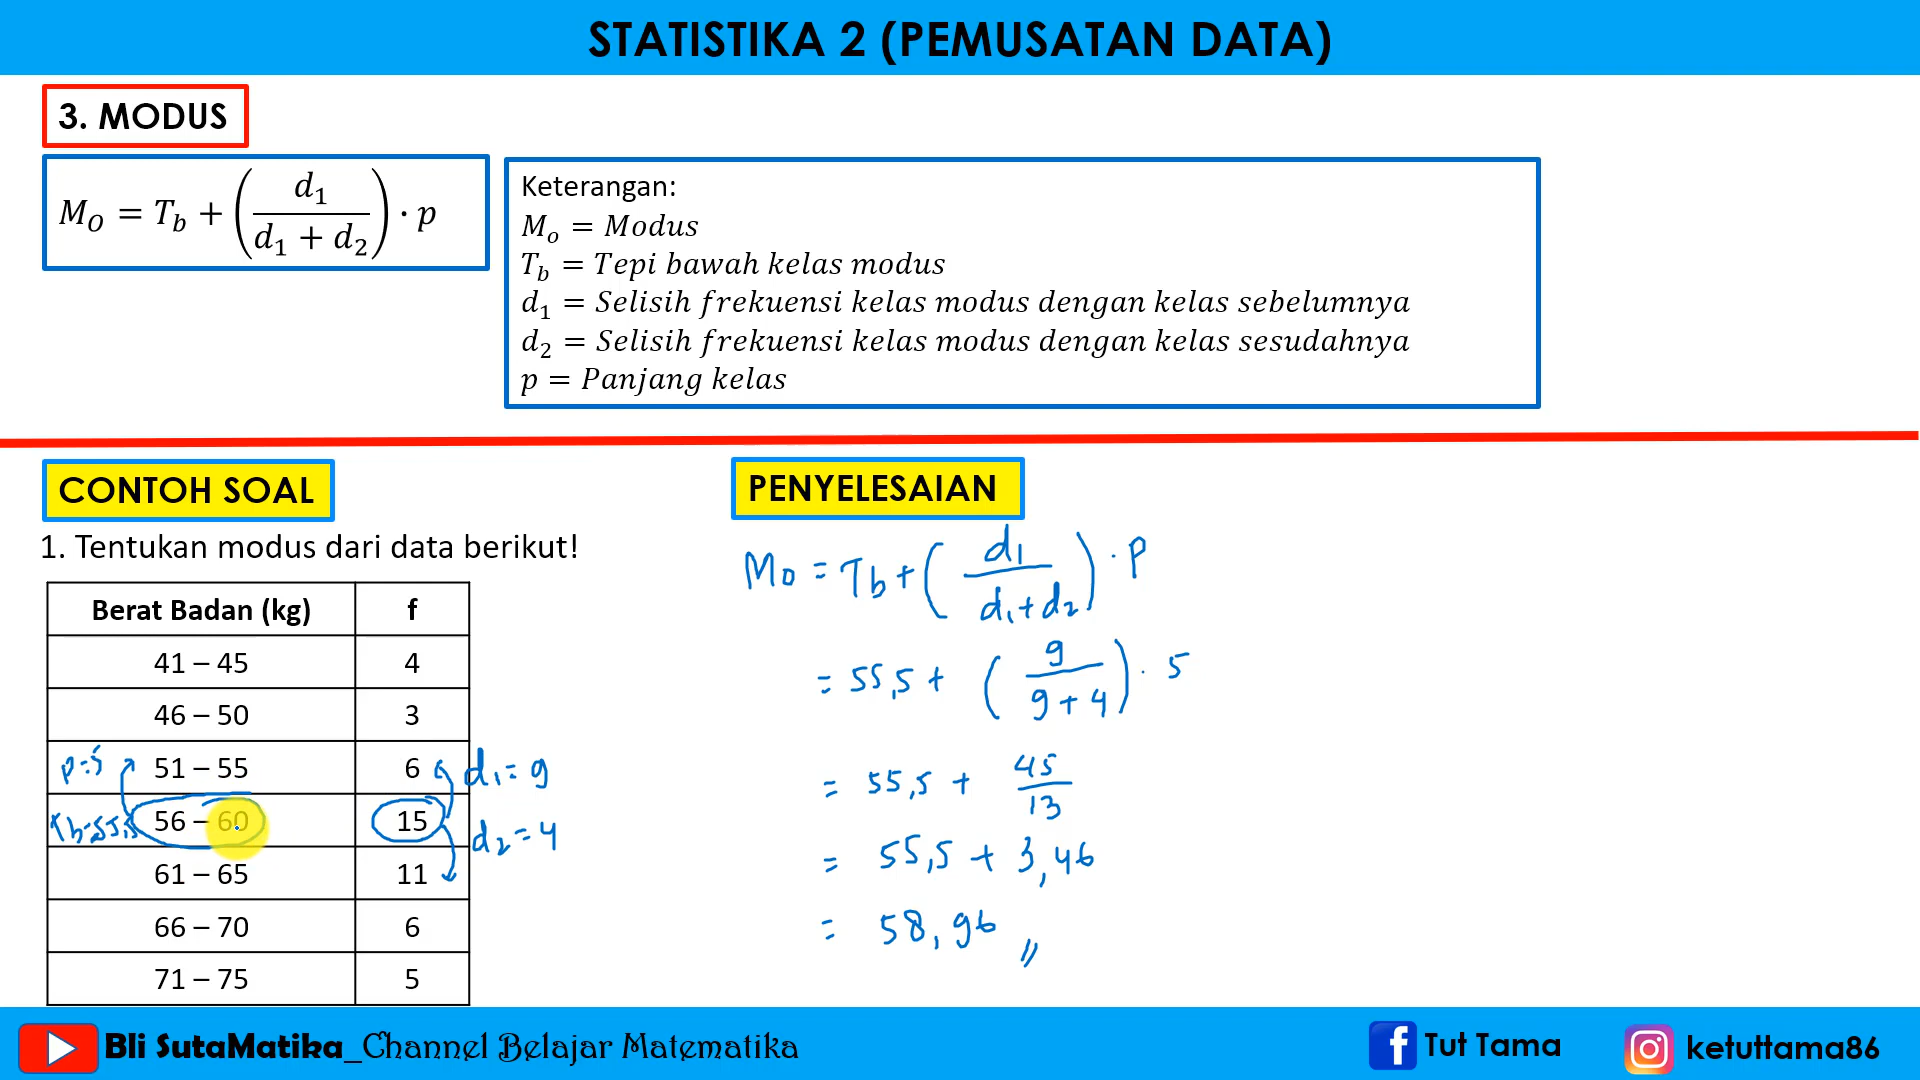 STATISTIKA 2 (PEMUSATAN DATA)
3. MODUS
M_O = T_b + (d_1 / (d_1 + d_2)) · p
Keterangan:
M_o = Modus
T_b = Tepi bawah kelas modus
d_1 = Selisih frekuensi kelas modus dengan kelas sebelumnya
d_2 = Selisih frekuensi kelas modus dengan kelas sesudahnya
p = Panjang kelas
CONTOH SOAL
1. Tentukan modus dari data berikut!
Berat Badan (kg) f
41 – 45 4
46 – 50 3
p=5 51 – 55 6 d_1 = 9
Tb=55,5 56 – 60 15 d_2 = 4
61 – 65 11
66 – 70 6
71 – 75 5
PENYELESAIAN
Mo = Tb + (d_1 / (d_1 + d_2)) · p
= 55,5 + (9 / (9 + 4)) · 5
= 55,5 + 45/13
= 55,5 + 3,46
= 58,96 //
Bli SutaMatika_Channel Belajar Matematika
f Tut Tama
ketuttama86